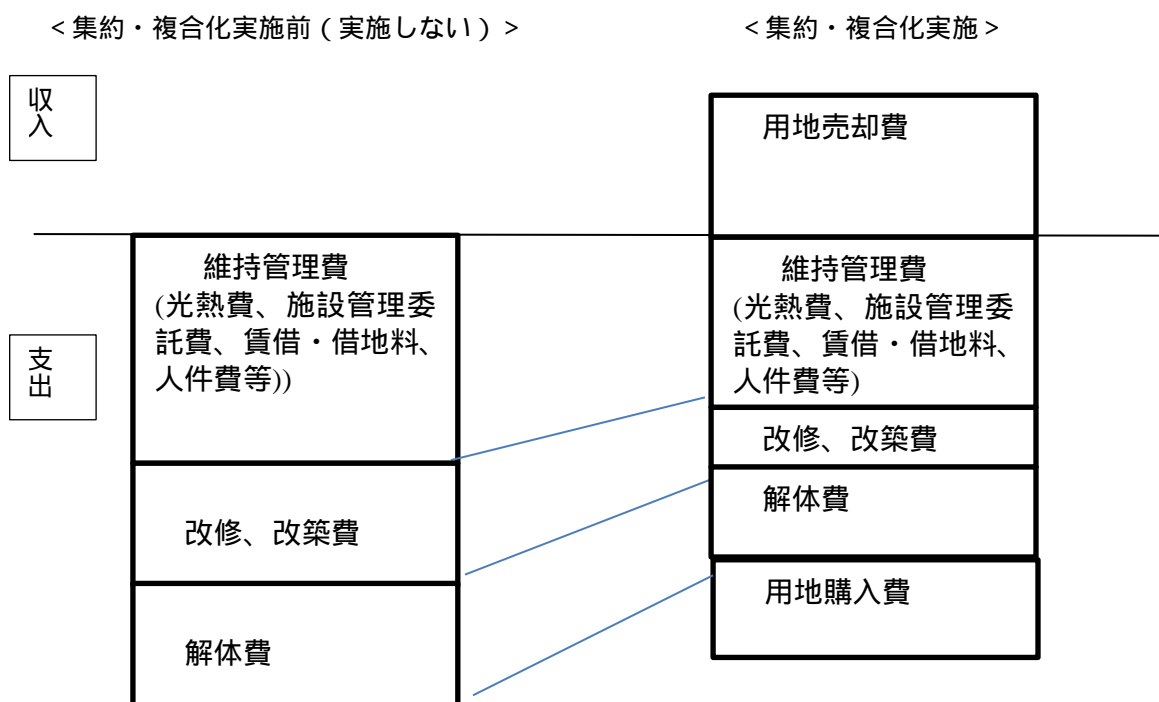 <集約・複合化実施前(実施しない)>
<集約・複合化実施>
収
入
用地売却費
維持管理費
(光熱費、施設管理委
託費、賃借・借地料、
人件費等))
維持管理費
(光熱費、施設管理委
託費、賃借・借地料、
人件費等)
支
出
改修、改築費
解体費
改修、改築費
解体費
用地購入費